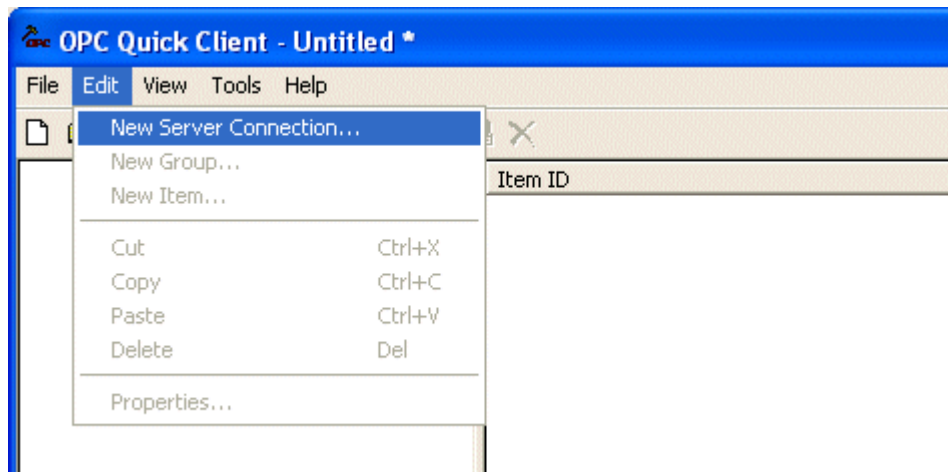 OPC Quick Client - Untitled *
File Edit View Tools Help
New Server Connection...
New Group...
Item ID
New Item...
Cut Ctrl+X
Copy Ctrl+C
Paste Ctrl+V
Delete Del
Properties...